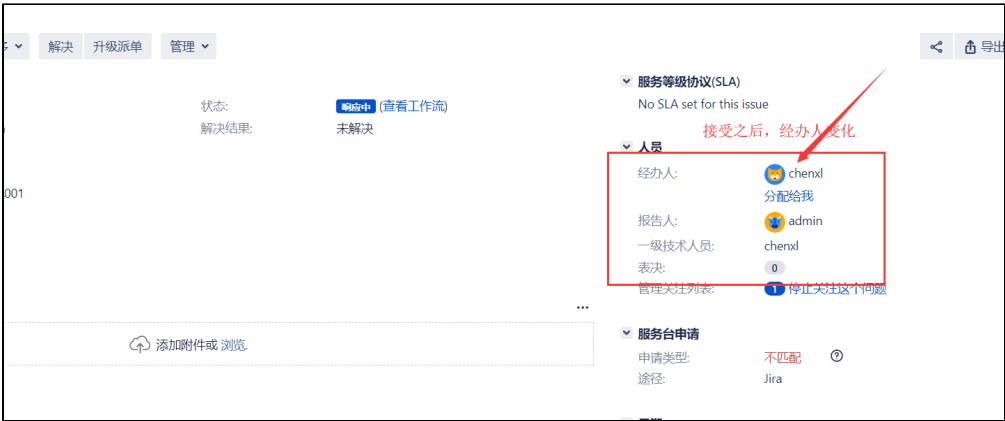 解决 升级派单 管理
导出
状态: 响应中 (查看工作流)
解决结果: 未解决
001
添加附件或 浏览.
服务等级协议(SLA)
No SLA set for this issue
接受之后，经办人变化
人员
经办人: chenxl
分配给我
报告人: admin
一级技术人员: chenxl
表决: 0
管理关注列表: 1 停止关注这个问题
服务台申请
申请类型: 不匹配
途径: Jira